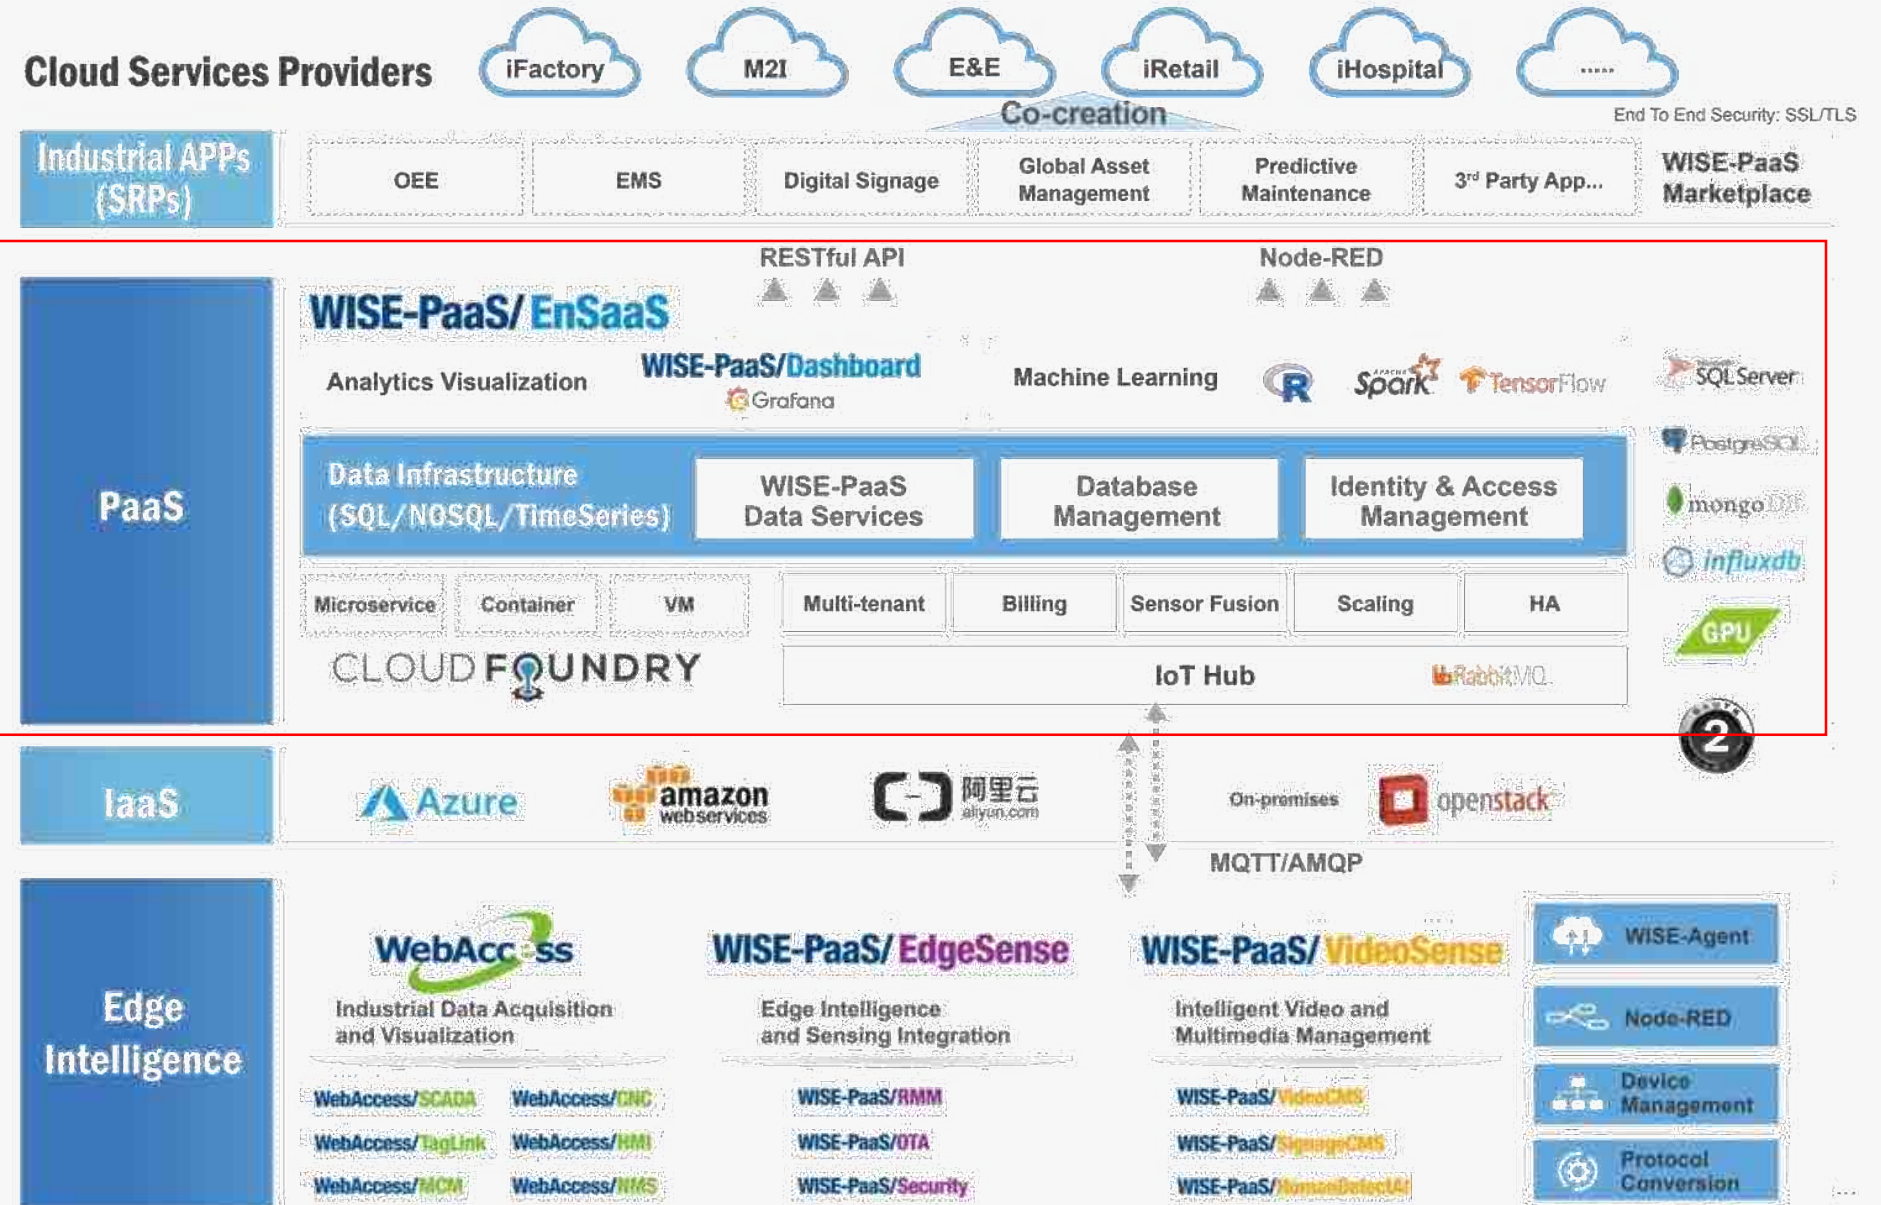 Cloud Services Providers
iFactory
M2I
E&E
iRetail
iHospital
.....
Co-creation
End To End Security: SSL/TLS
Industrial APPs
(SRPs)
OEE
EMS
Digital Signage
Global Asset
Management
Predictive
Maintenance
3rd Party App...
WISE-PaaS
Marketplace
RESTful API
Node-RED
PaaS
WISE-PaaS/EnSaaS
Analytics Visualization
WISE-PaaS/Dashboard
Grafana
Machine Learning
R
APACHE
Spark
TensorFlow
SQL Server
PostgreSQL
mongoDB
influxdb
GPU
Data Infrastructure
(SQL/NOSQL/TimeSeries)
WISE-PaaS
Data Services
Database
Management
Identity & Access
Management
Microservice
Container
VM
Multi-tenant
Billing
Sensor Fusion
Scaling
HA
CLOUD FOUNDRY
IoT Hub
RabbitMQ
2
IaaS
Azure
amazon
webservices
阿里云
aliyun.com
On-premises
openstack
MQTT/AMQP
Edge
Intelligence
WebAccess
Industrial Data Acquisition
and Visualization
WebAccess/SCADA
WebAccess/CNC
WebAccess/TagLink
WebAccess/HMI
WebAccess/MCM
WebAccess/NMS
WISE-PaaS/EdgeSense
Edge Intelligence
and Sensing Integration
WISE-PaaS/RMM
WISE-PaaS/OTA
WISE-PaaS/Security
WISE-PaaS/VideoSense
Intelligent Video and
Multimedia Management
WISE-PaaS/VideoCMS
WISE-PaaS/SignageCMS
WISE-PaaS/HumanDetectAI
WISE-Agent
Node-RED
Device
Management
Protocol
Conversion
...